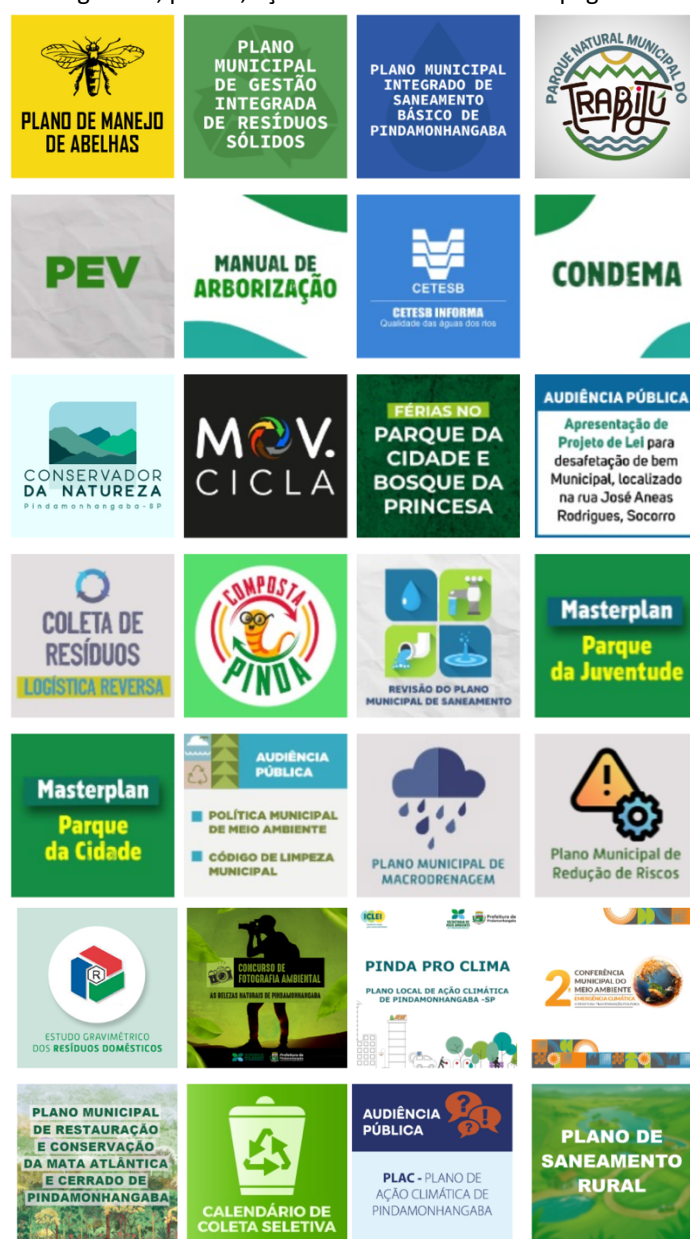 PLANO DE MANEJO
DE ABELHAS
PLANO
MUNICIPAL
DE GESTÃO
INTEGRADA
DE RESÍDUOS
SÓLIDOS
PLANO MUNICIPAL
INTEGRADO DE
SANEAMENTO
BÁSICO DE
PINDAMONHANGABA
PARQUE NATURAL MUNICIPAL DO
TRABIJU
PEV
MANUAL DE
ARBORIZAÇÃO
CETESB
CETESB INFORMA
Qualidade das águas dos rios
CONDEMA
CONSERVADOR
DA NATUREZA
Pindamonhangaba-SP
MOV.
CICLA
FÉRIAS NO
PARQUE DA
CIDADE E
BOSQUE DA
PRINCESA
AUDIÊNCIA PÚBLICA
Apresentação de
Projeto de Lei para
desafetação de bem
Municipal, localizado
na rua José Aneas
Rodrigues, Socorro
COLETA DE
RESÍDUOS
LOGÍSTICA REVERSA
COMPOSTA
PINDA
REVISÃO DO PLANO
MUNICIPAL DE SANEAMENTO
Masterplan
Parque
da Juventude
Masterplan
Parque
da Cidade
AUDIÊNCIA
PÚBLICA
POLÍTICA MUNICIPAL
DE MEIO AMBIENTE
CÓDIGO DE LIMPEZA
MUNICIPAL
PLANO MUNICIPAL DE
MACRODRENAGEM
Plano Municipal de
Redução de Riscos
R
ESTUDO GRAVIMÉTRICO
DOS RESÍDUOS DOMÉSTICOS
CONCURSO DE
FOTOGRAFIA AMBIENTAL
AS BELEZAS NATURAIS DE PINDAMONHANGABA
ICLEI
Prefeitura de
Pindamonhangaba
PINDA PRO CLIMA
PLANO LOCAL DE AÇÃO CLIMÁTICA
DE PINDAMONHANGABA -SP
2ª
CONFERÊNCIA
MUNICIPAL DO
MEIO AMBIENTE
EMERGÊNCIA CLIMÁTICA
PLANO MUNICIPAL
DE RESTAURAÇÃO
E CONSERVAÇÃO
DA MATA ATLÂNTICA
E CERRADO DE
PINDAMONHANGABA
CALENDÁRIO DE
COLETA SELETIVA
AUDIÊNCIA
PÚBLICA
PLAC - PLANO DE
AÇÃO CLIMÁTICA DE
PINDAMONHANGABA
PLANO DE
SANEAMENTO
RURAL